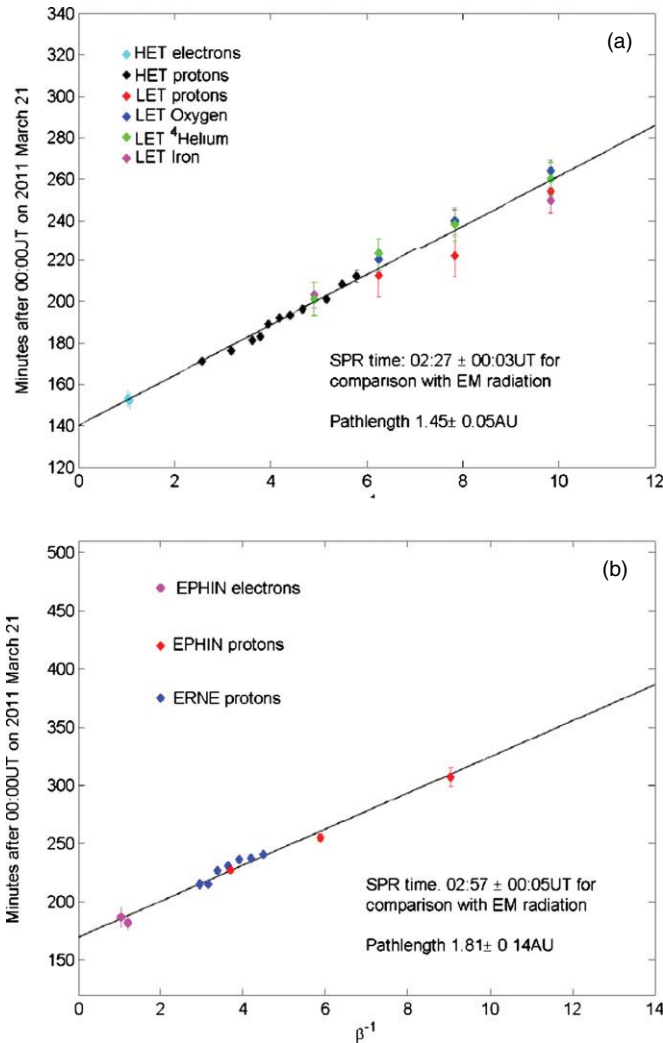 (a)
340
320
300
280
260
240
220
200
180
160
140
120
Minutes after 00:00UT on 2011 March 21
HET electrons
HET protons
LET protons
LET Oxygen
LET ⁴Helium
LET Iron
SPR time: 02:27 ± 00:03UT for
comparison with EM radiation
Pathlength 1.45± 0.05AU
0 2 4 6 8 10 12
(b)
500
450
400
350
300
250
200
150
Minutes after 00:00UT on 2011 March 21
EPHIN electrons
EPHIN protons
ERNE protons
SPR time. 02:57 ± 00:05UT for
comparison with EM radiation
Pathlength 1.81± 0 14AU
0 2 4 6 8 10 12 14
β⁻¹